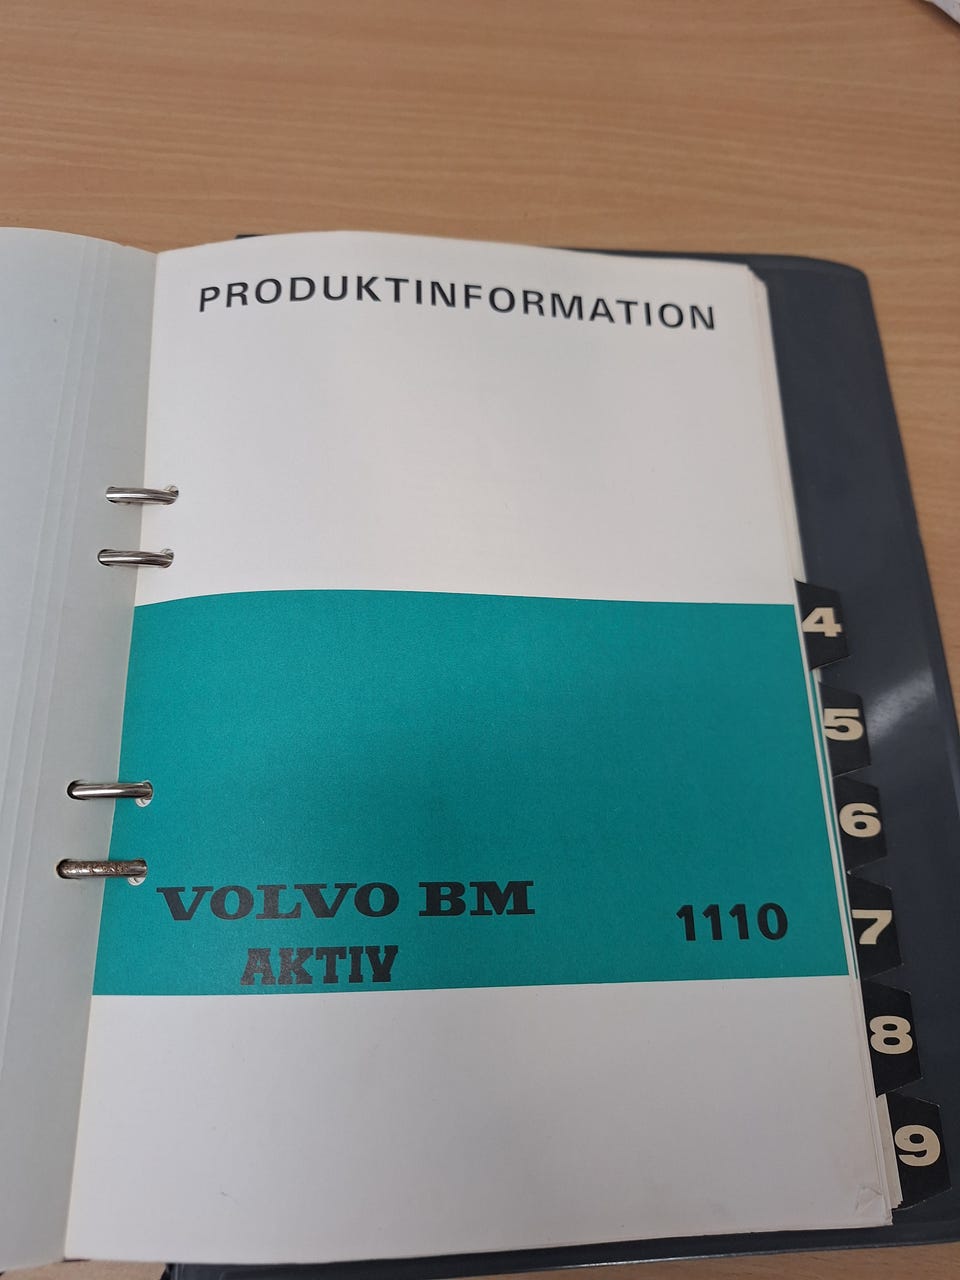 PRODUKTINFORMATION
VOLVO BM
AKTIV
1110
4
5
6
7
8
9